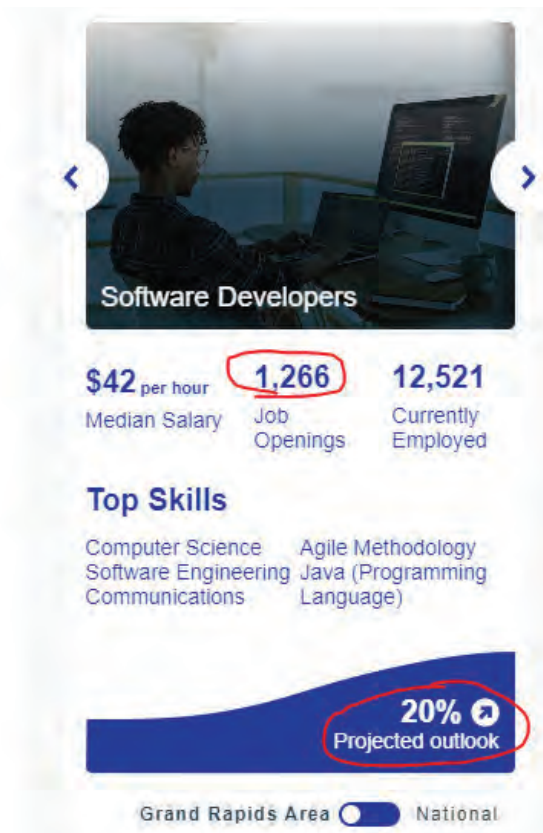 Software Developers
$42 per hour
Median Salary
1,266
Job
Openings
12,521
Currently
Employed
Top Skills
Computer Science
Software Engineering
Communications
Agile Methodology
Java (Programming
Language)
20%
Projected outlook
Grand Rapids Area
National